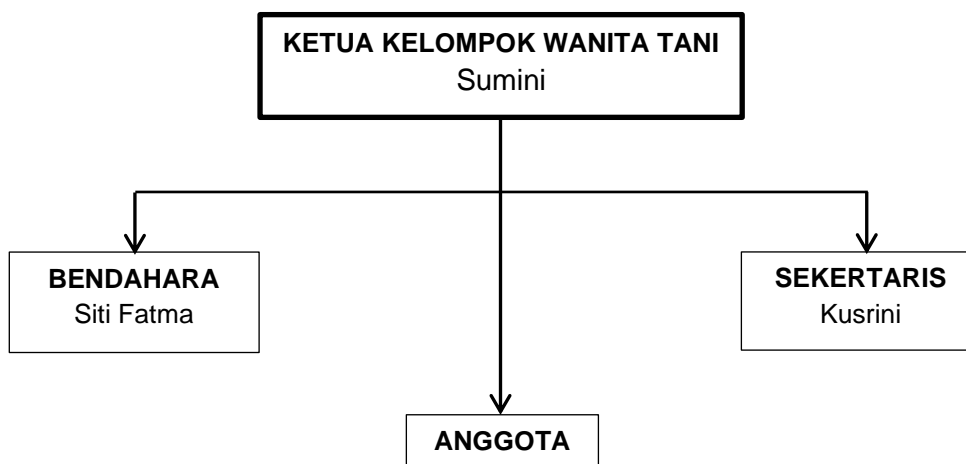 KETUA KELOMPOK WANITA TANI
Sumini
BENDAHARA
Siti Fatma
SEKERTARIS
Kusrini
ANGGOTA